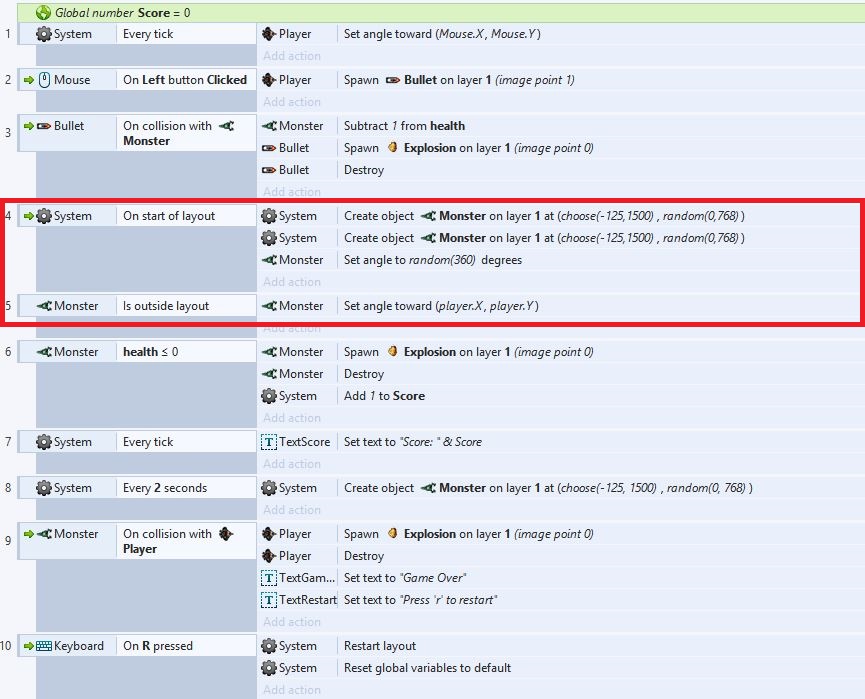 Global number Score = 0
1 System Every tick Player Set angle toward (Mouse.X, Mouse.Y)
Add action
2 Mouse On Left button Clicked Player Spawn Bullet on layer 1 (image point 1)
Add action
3 Bullet On collision with Monster Monster Subtract 1 from health
Bullet Spawn Explosion on layer 1 (image point 0)
Bullet Destroy
Add action
4 System On start of layout System Create object Monster on layer 1 at (choose(-125,1500), random(0,768))
System Create object Monster on layer 1 at (choose(-125,1500), random(0,768))
Monster Set angle to random(360) degrees
Add action
5 Monster Is outside layout Monster Set angle toward (player.X, player.Y)
Add action
6 Monster health ≤ 0 Monster Spawn Explosion on layer 1 (image point 0)
Monster Destroy
System Add 1 to Score
Add action
7 System Every tick T TextScore Set text to "Score: " & Score
Add action
8 System Every 2 seconds System Create object Monster on layer 1 at (choose(-125, 1500), random(0, 768))
Add action
9 Monster On collision with Player Player Spawn Explosion on layer 1 (image point 0)
Player Destroy
T TextGam... Set text to "Game Over"
T TextRestart Set text to "Press 'r' to restart"
Add action
10 Keyboard On R pressed System Restart layout
System Reset global variables to default
Add action